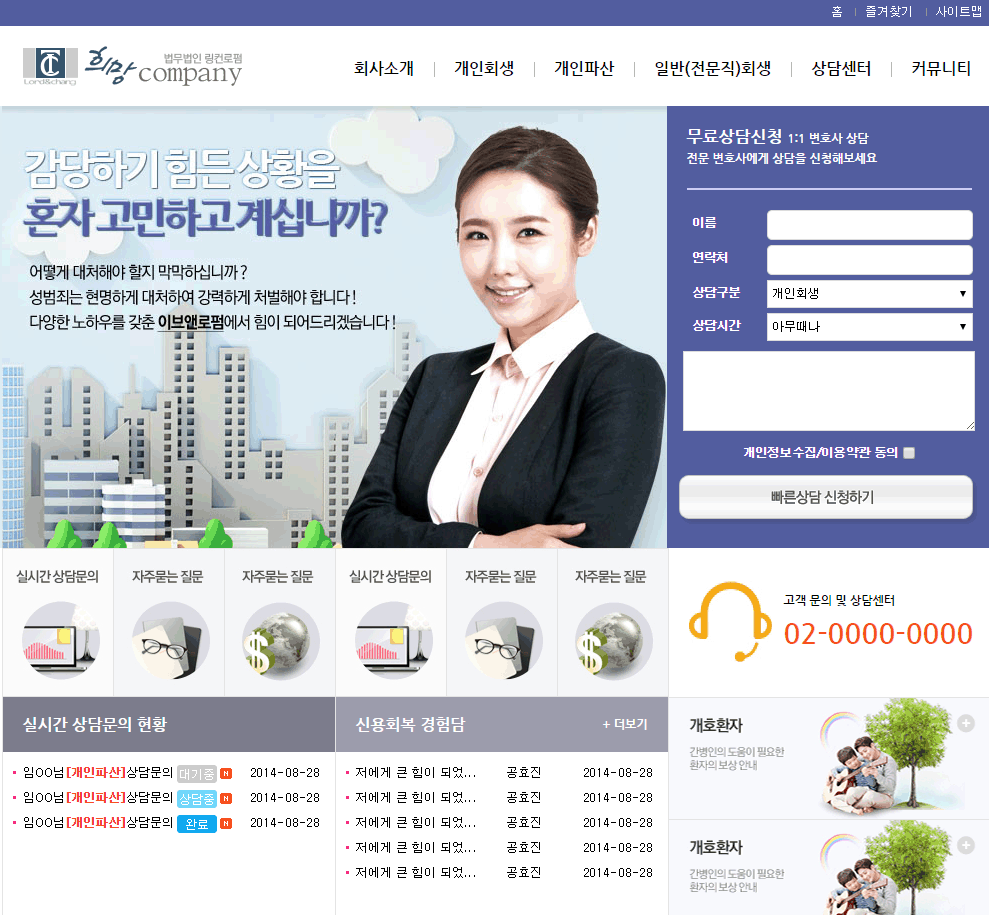 홈 즐겨찾기 사이트맵
TC
Lord&chang
희망 법무법인 링컨로펌
company
회사소개 개인회생 개인파산 일반(전문직)회생 상담센터 커뮤니티
감당하기 힘든 상황을
혼자 고민하고 계십니까?
어떻게 대처해야 할지 막막하십니까 ?
성범죄는 현명하게 대처하여 강력하게 처벌해야 합니다 !
다양한 노하우를 갖춘 이브앤로펌에서 힘이 되어드리겠습니다 !
무료상담신청 1:1 변호사 상담
전문 변호사에게 상담을 신청해보세요
이름
연락처
상담구분 개인회생
상담시간 아무때나
개인정보수집/이용약관 동의
빠른상담 신청하기
실시간 상담문의 자주묻는 질문 자주묻는 질문 실시간 상담문의 자주묻는 질문 자주묻는 질문
고객 문의 및 상담센터
02-0000-0000
실시간 상담문의 현황
임OO님[개인파산]상담문의 대기중 N 2014-08-28
임OO님[개인파산]상담문의 상담중 N 2014-08-28
임OO님[개인파산]상담문의 완료 N 2014-08-28
신용회복 경험담 + 더보기
저에게 큰 힘이 되었... 공효진 2014-08-28
저에게 큰 힘이 되었... 공효진 2014-08-28
저에게 큰 힘이 되었... 공효진 2014-08-28
저에게 큰 힘이 되었... 공효진 2014-08-28
저에게 큰 힘이 되었... 공효진 2014-08-28
개호환자
간병인의 도움이 필요한
환자의 보상 안내
개호환자
간병인의 도움이 필요한
환자의 보상 안내